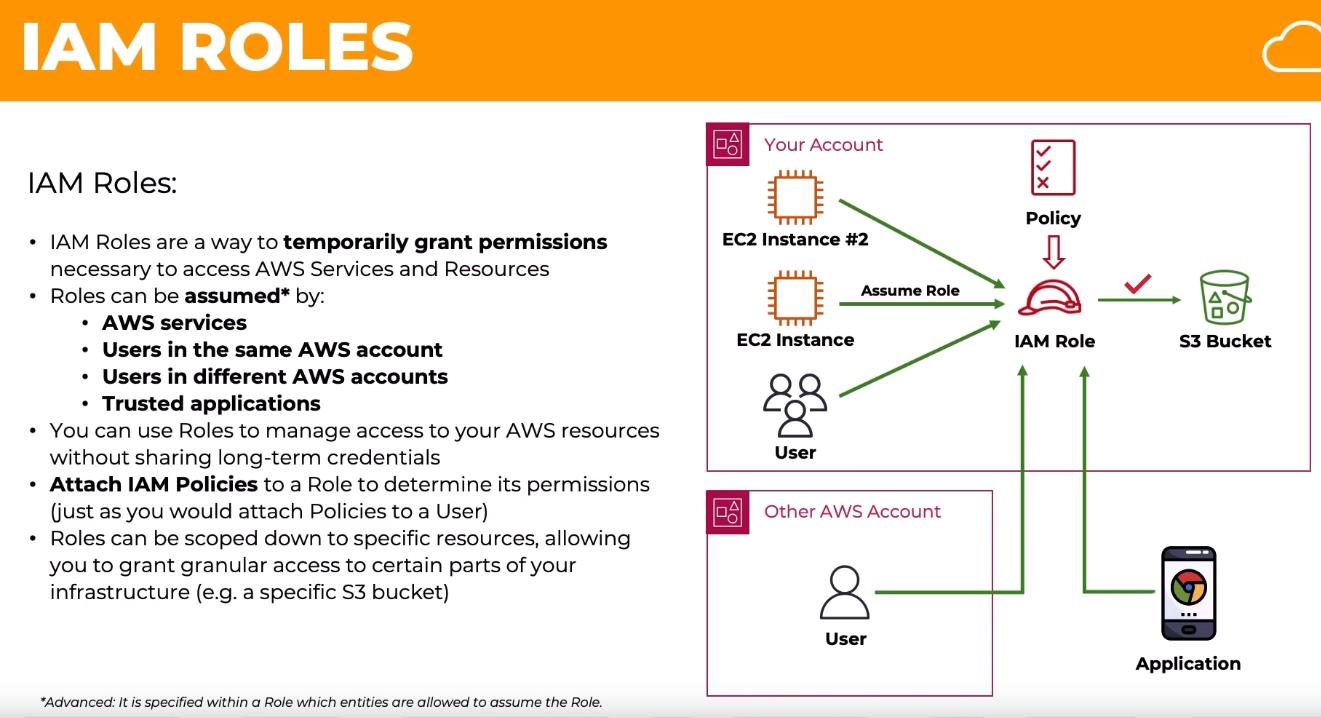 IAM ROLES
IAM Roles:
• IAM Roles are a way to temporarily grant permissions
necessary to access AWS Services and Resources
• Roles can be assumed* by:
• AWS services
• Users in the same AWS account
• Users in different AWS accounts
• Trusted applications
• You can use Roles to manage access to your AWS resources
without sharing long-term credentials
• Attach IAM Policies to a Role to determine its permissions
(just as you would attach Policies to a User)
• Roles can be scoped down to specific resources, allowing
you to grant granular access to certain parts of your
infrastructure (e.g. a specific S3 bucket)
*Advanced: It is specified within a Role which entities are allowed to assume the Role.
Your Account
Policy
EC2 Instance #2
Assume Role
EC2 Instance
IAM Role
S3 Bucket
User
Other AWS Account
User
Application